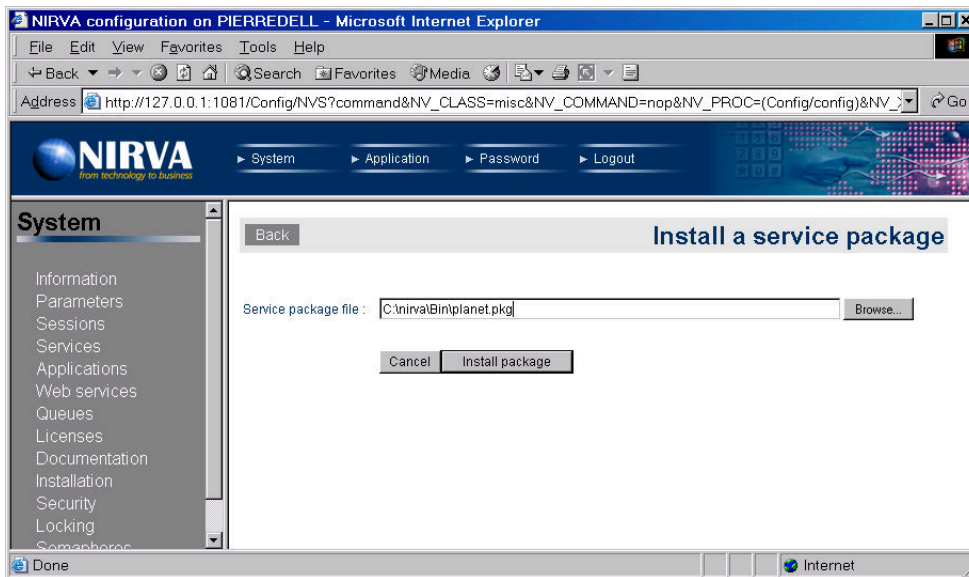 NIRVA configuration on PIERREDELL - Microsoft Internet Explorer
File Edit View Favorites Tools Help
Back Search Favorites Media
Address http://127.0.0.1:1081/Config/NVS?command&NV_CLASS=misc&NV_COMMAND=nop&NV_PROC=(Config/config)&NV_ Go
NIRVA System Application Password Logout
from technology to business
System
Back Install a service package
Information
Parameters
Service package file : C:\nirva\Bin\planet.pkg Browse...
Sessions
Services
Cancel Install package
Applications
Web services
Queues
Licenses
Documentation
Installation
Security
Locking
Semaphores
Done Internet